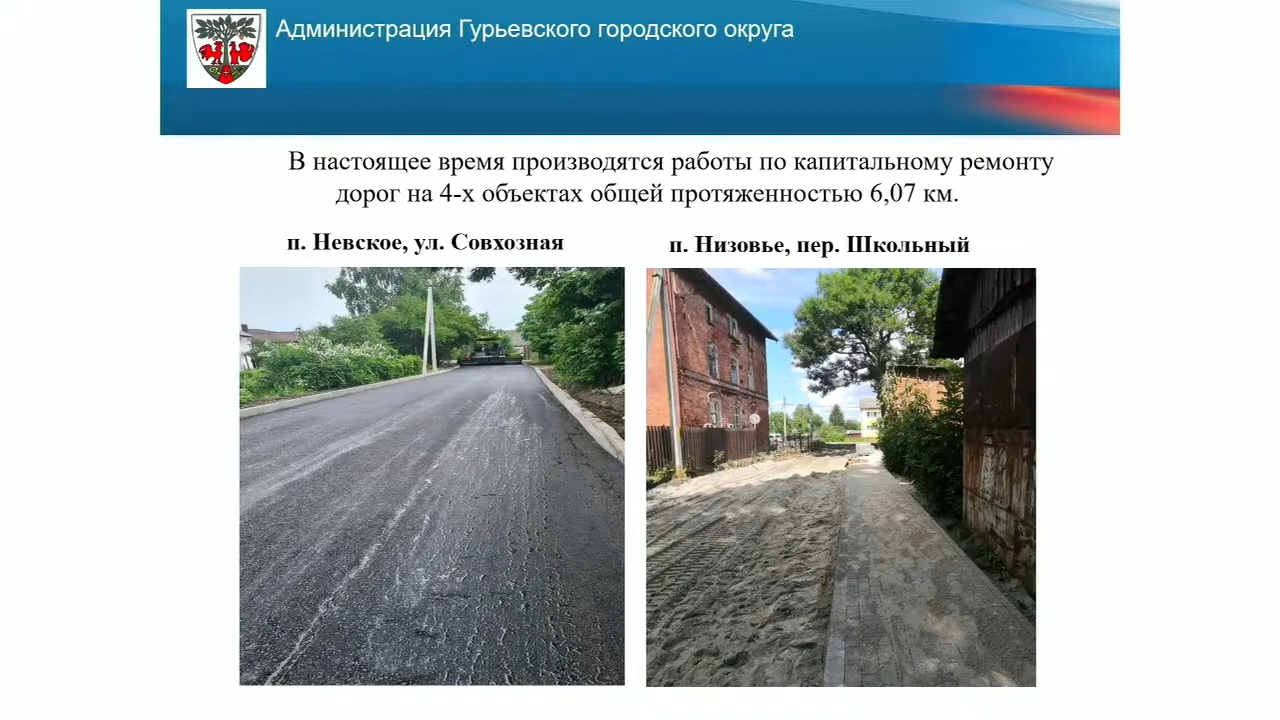 Администрация Гурьевского городского округа
В настоящее время производятся работы по капитальному ремонту
дорог на 4-х объектах общей протяженностью 6,07 км.
п. Невское, ул. Совхозная
п. Низовье, пер. Школьный